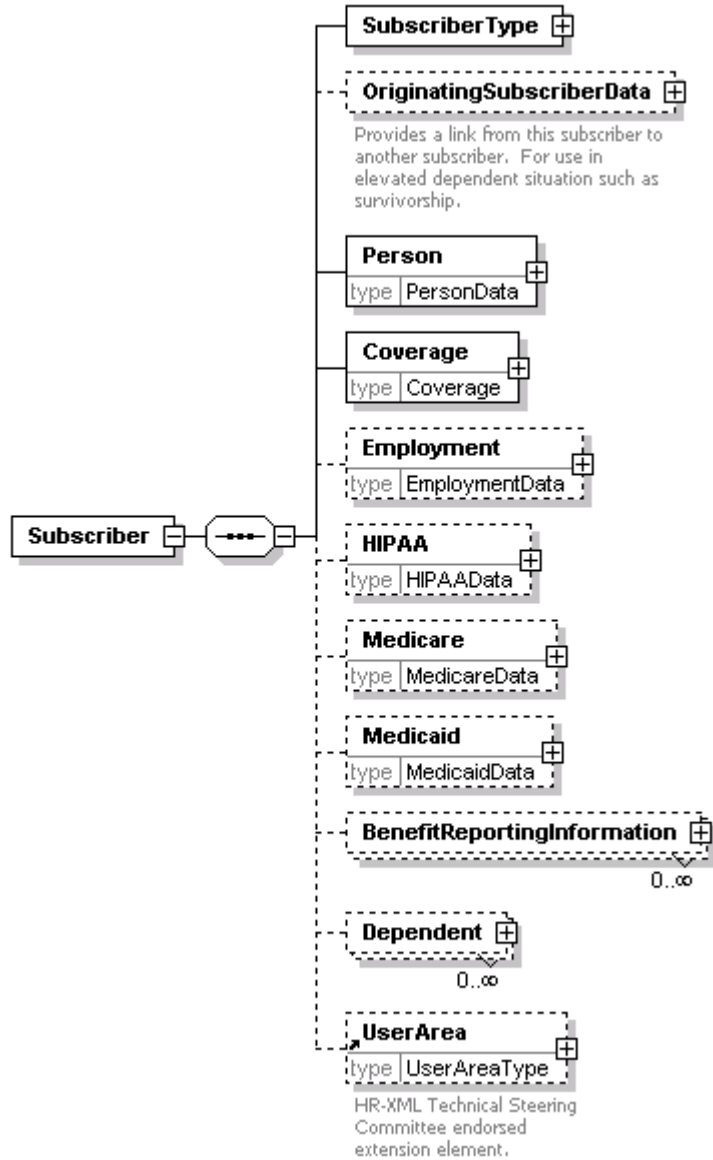 SubscriberType
OriginatingSubscriberData
Provides a link from this subscriber to
another subscriber.  For use in
elevated dependent situation such as
survivorship.
Person
type PersonData
Coverage
type Coverage
Employment
type EmploymentData
Subscriber
HIPAA
type HIPAAData
Medicare
type MedicareData
Medicaid
type MedicaidData
BenefitReportingInformation
0..∞
Dependent
0..∞
UserArea
type UserAreaType
HR-XML Technical Steering
Committee endorsed
extension element.